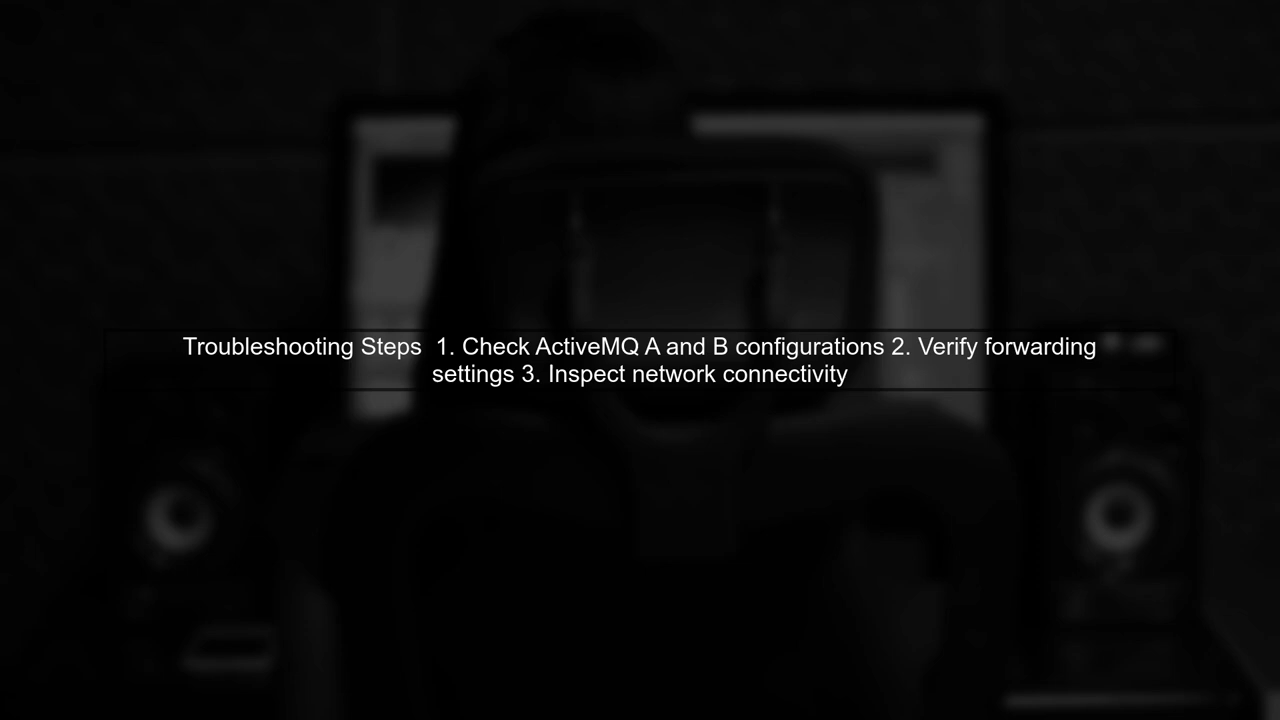 Troubleshooting Steps  1. Check ActiveMQ A and B configurations 2. Verify forwarding
settings 3. Inspect network connectivity